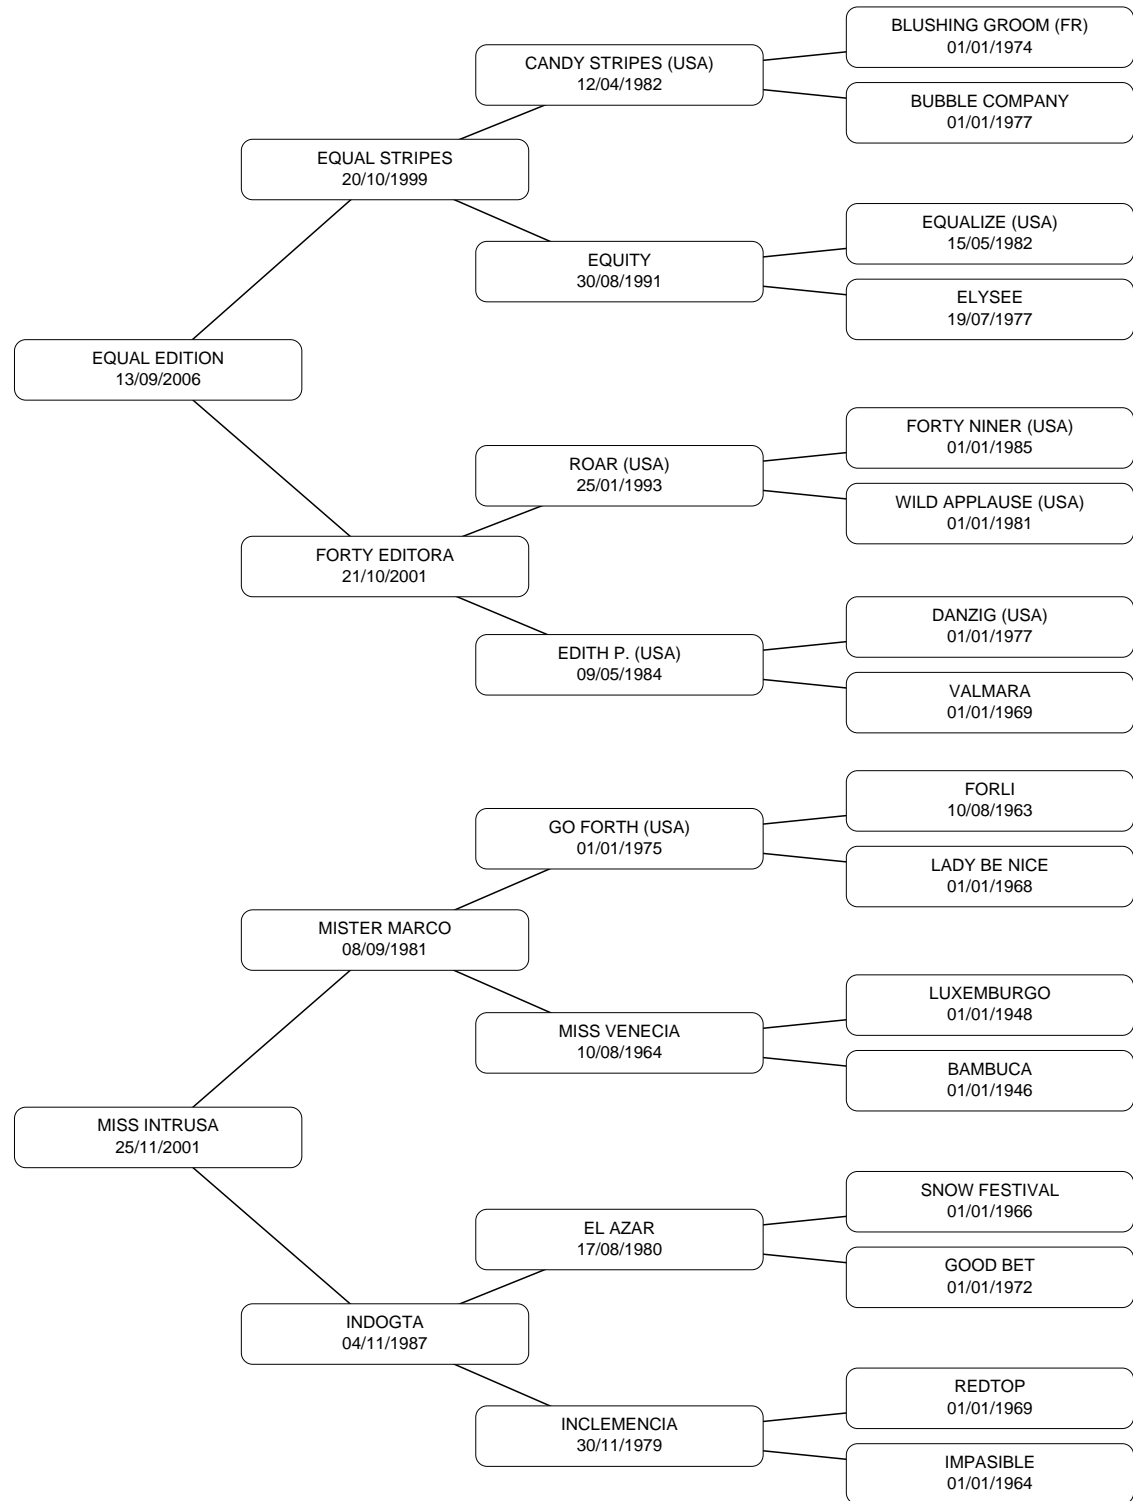 BLUSHING GROOM (FR)
01/01/1974
CANDY STRIPES (USA)
12/04/1982
BUBBLE COMPANY
01/01/1977
EQUAL STRIPES
20/10/1999
EQUALIZE (USA)
15/05/1982
EQUITY
30/08/1991
ELYSEE
19/07/1977
EQUAL EDITION
13/09/2006
FORTY NINER (USA)
01/01/1985
ROAR (USA)
25/01/1993
WILD APPLAUSE (USA)
01/01/1981
FORTY EDITORA
21/10/2001
DANZIG (USA)
01/01/1977
EDITH P. (USA)
09/05/1984
VALMARA
01/01/1969
FORLI
10/08/1963
GO FORTH (USA)
01/01/1975
LADY BE NICE
01/01/1968
MISTER MARCO
08/09/1981
LUXEMBURGO
01/01/1948
MISS VENECIA
10/08/1964
BAMBUCA
01/01/1946
MISS INTRUSA
25/11/2001
SNOW FESTIVAL
01/01/1966
EL AZAR
17/08/1980
GOOD BET
01/01/1972
INDOGTA
04/11/1987
REDTOP
01/01/1969
INCLEMENCIA
30/11/1979
IMPASIBLE
01/01/1964